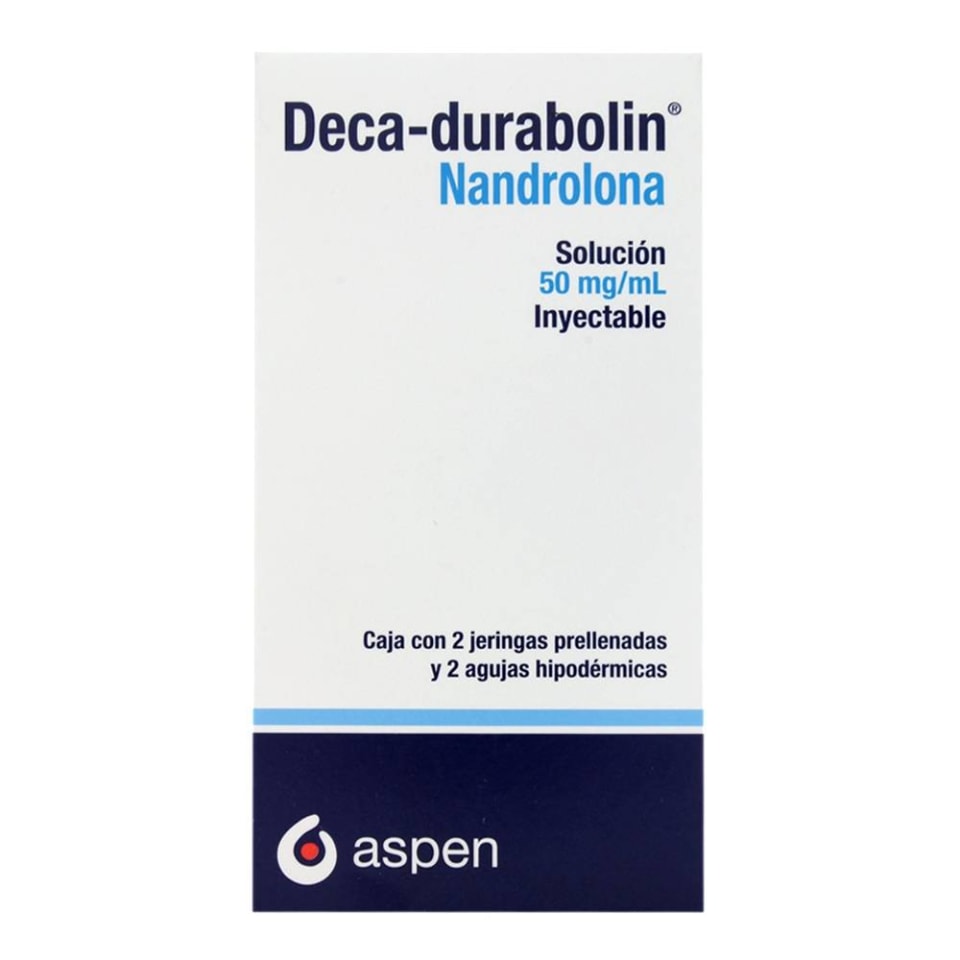 Deca-durabolin®
Nandrolona
Solución
50 mg/mL
Inyectable
Caja con 2 jeringas prellenadas
y 2 agujas hipodérmicas
aspen